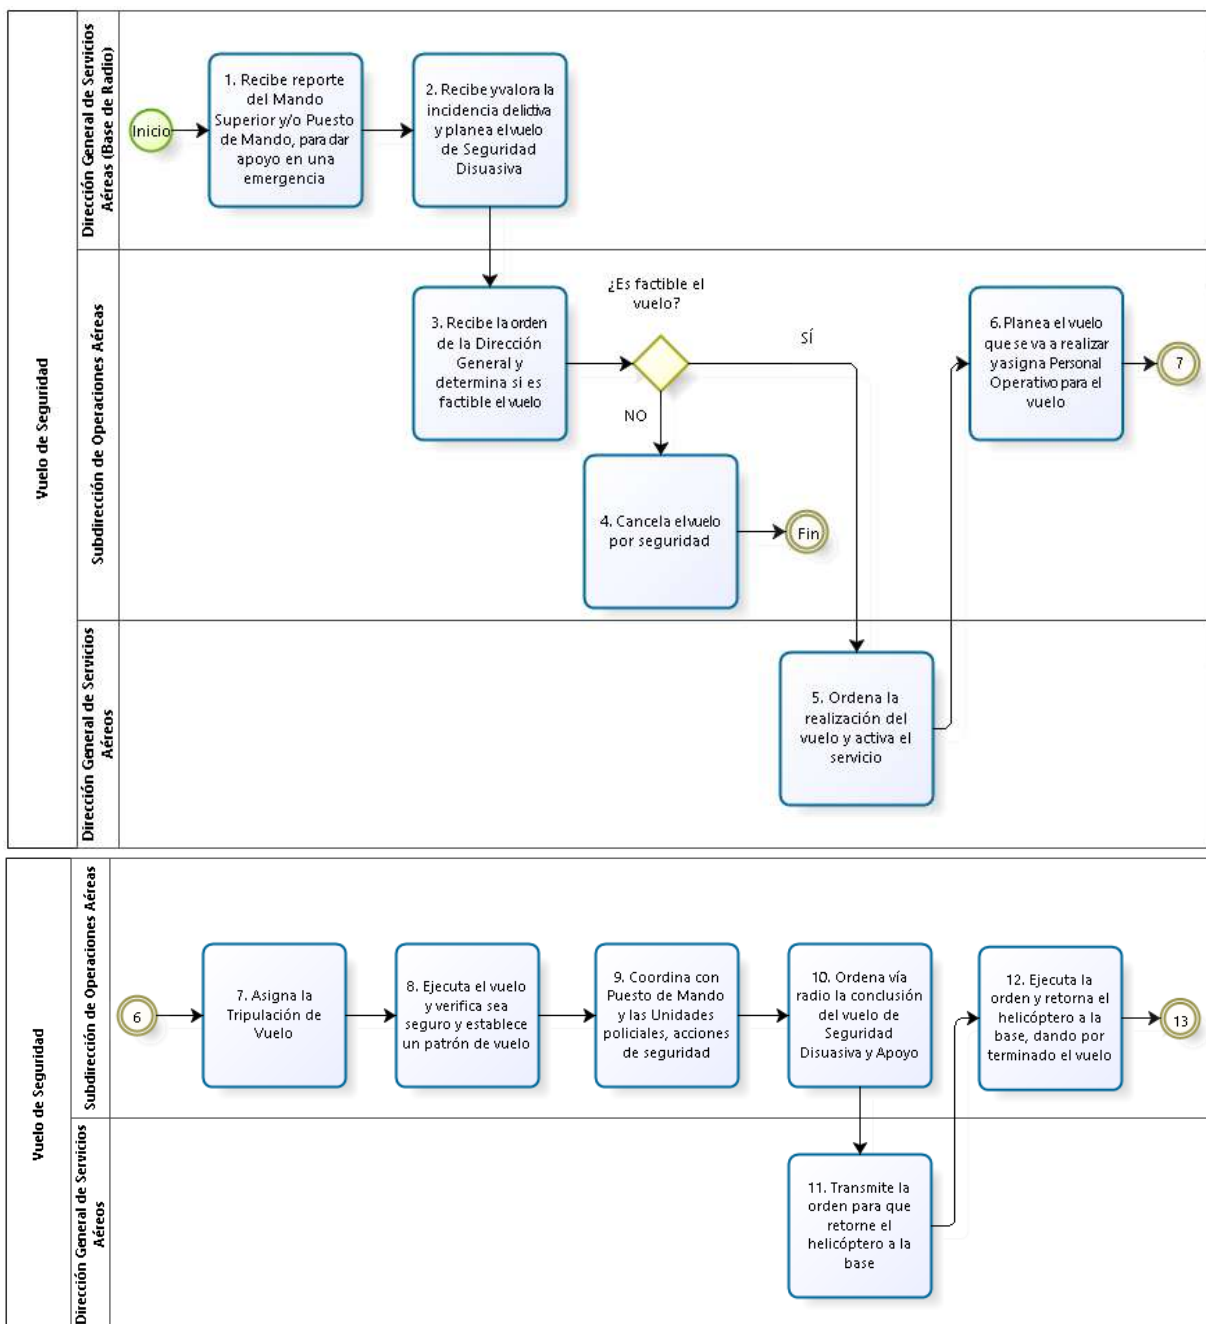 Vuelo de Seguridad
Dirección General de Servicios
Aéreas (Base de Radio)
Inicio
1. Recibe reporte
del Mando
Superior y/o Puesto
de Mando, para dar
apoyo en una
emergencia
2. Recibe y valora la
incidencia delictiva
y planea el vuelo
de Seguridad
Disuasiva
Subdirección de Operaciones Aéreas
3. Recibe la orden
de la Dirección
General y
determina si es
factible el vuelo
¿Es factible el
vuelo?
SÍ
NO
4. Cancela el vuelo
por seguridad
Fin
6. Planea el vuelo
que se va a realizar
y asigna Personal
Operativo para el
vuelo
7
Dirección General de Servicios
Aéreos
5. Ordena la
realización del
vuelo y activa el
servicio
Vuelo de Seguridad
Subdirección de Operaciones Aéreas
6
7. Asigna la
Tripulación de
Vuelo
8. Ejecuta el vuelo
y verifica sea
seguro y establece
un patrón de vuelo
9. Coordina con
Puesto de Mando
y las Unidades
policiales, acciones
de seguridad
10. Ordena vía
radio la conclusión
del vuelo de
Seguridad
Disuasiva y Apoyo
12. Ejecuta la
orden y retorna el
helicóptero a la
base, dando por
terminado el vuelo
13
Dirección General de Servicios
Aéreos
11. Transmite la
orden para que
retorne el
helicóptero a la
base